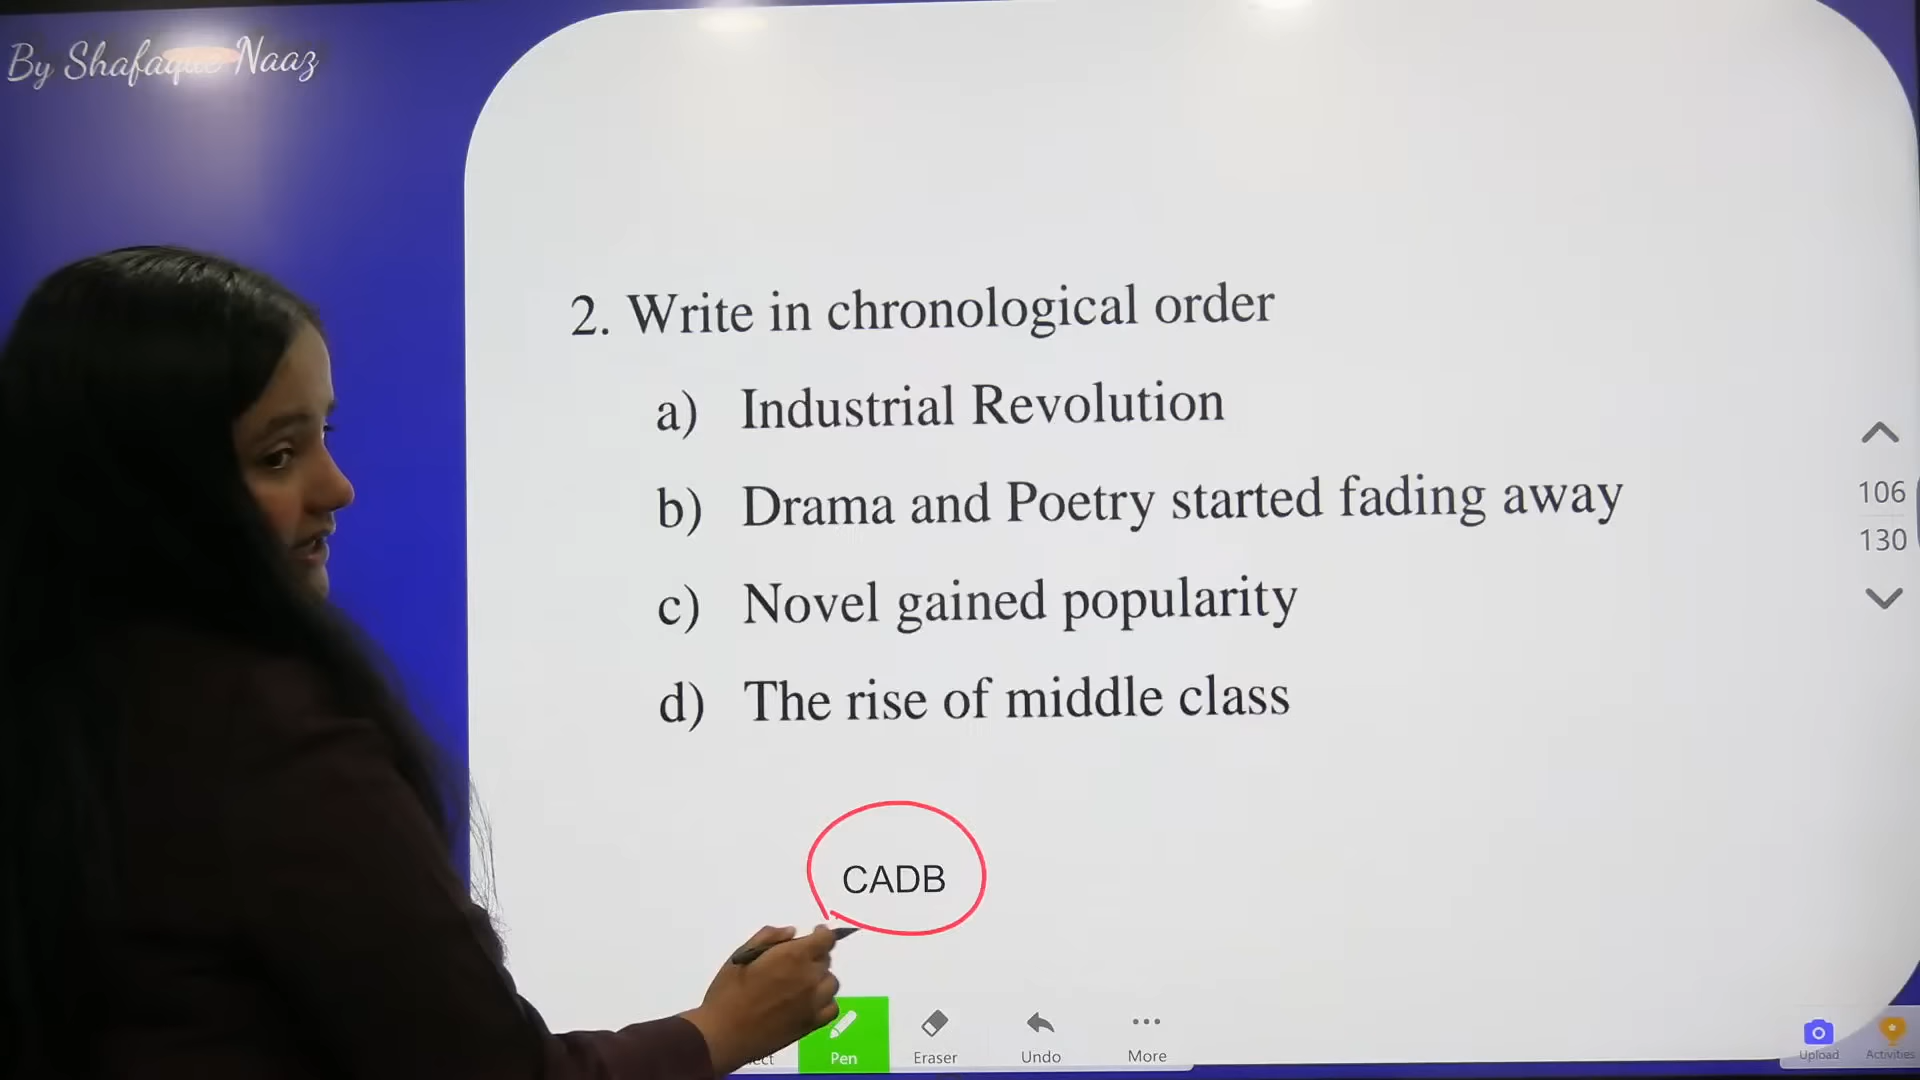 By Shafaque Naaz
2. Write in chronological order
a) Industrial Revolution
b) Drama and Poetry started fading away
c) Novel gained popularity
d) The rise of middle class
106
130
CADB
Pen
Eraser
Undo
More
Upload
Activities